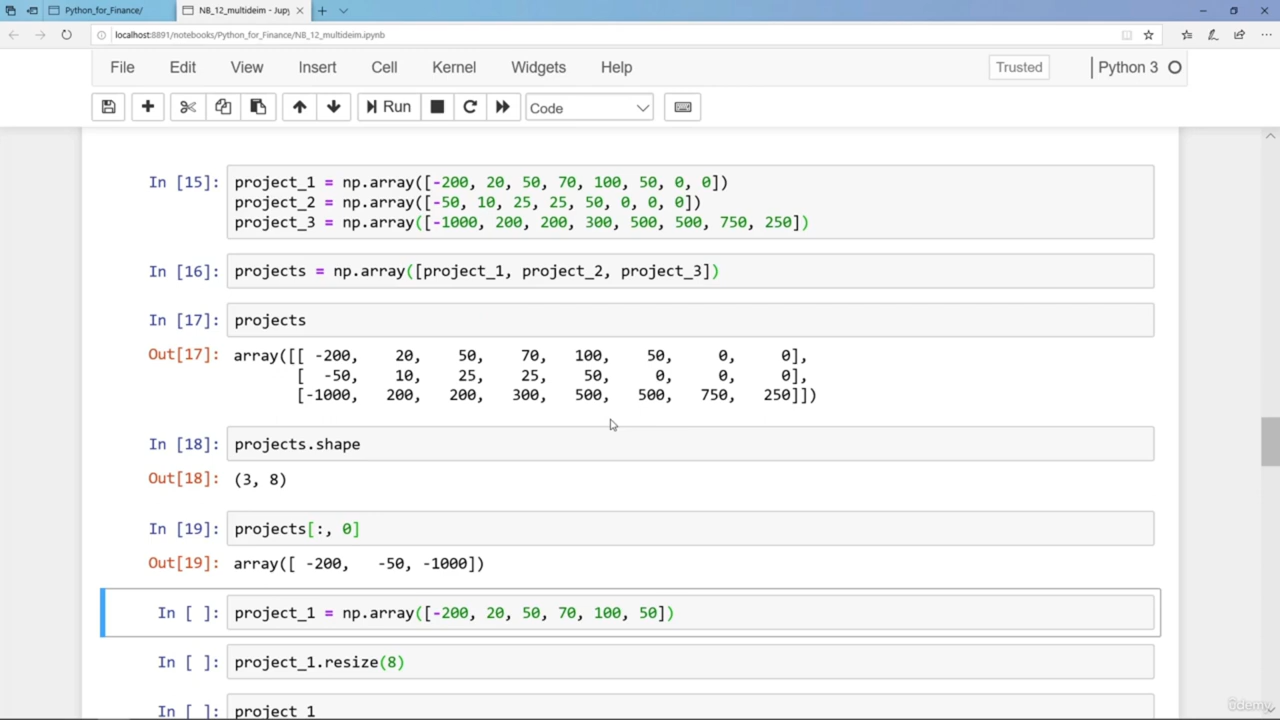 Python_for_Finance/
NB_12_multideim - Jupy
localhost:8891/notebooks/Python_for_Finance/NB_12_multideim.ipynb
File Edit View Insert Cell Kernel Widgets Help Trusted Python 3
Run Code
In [15]: project_1 = np.array([-200, 20, 50, 70, 100, 50, 0, 0])
project_2 = np.array([-50, 10, 25, 25, 50, 0, 0, 0])
project_3 = np.array([-1000, 200, 200, 300, 500, 500, 750, 250])
In [16]: projects = np.array([project_1, project_2, project_3])
In [17]: projects
Out[17]: array([[ -200, 20, 50, 70, 100, 50, 0, 0],
[ -50, 10, 25, 25, 50, 0, 0, 0],
[-1000, 200, 200, 300, 500, 500, 750, 250]])
In [18]: projects.shape
Out[18]: (3, 8)
In [19]: projects[:, 0]
Out[19]: array([ -200, -50, -1000])
In [ ]: project_1 = np.array([-200, 20, 50, 70, 100, 50])
In [ ]: project_1.resize(8)
In [ ]: project_1
Udemy